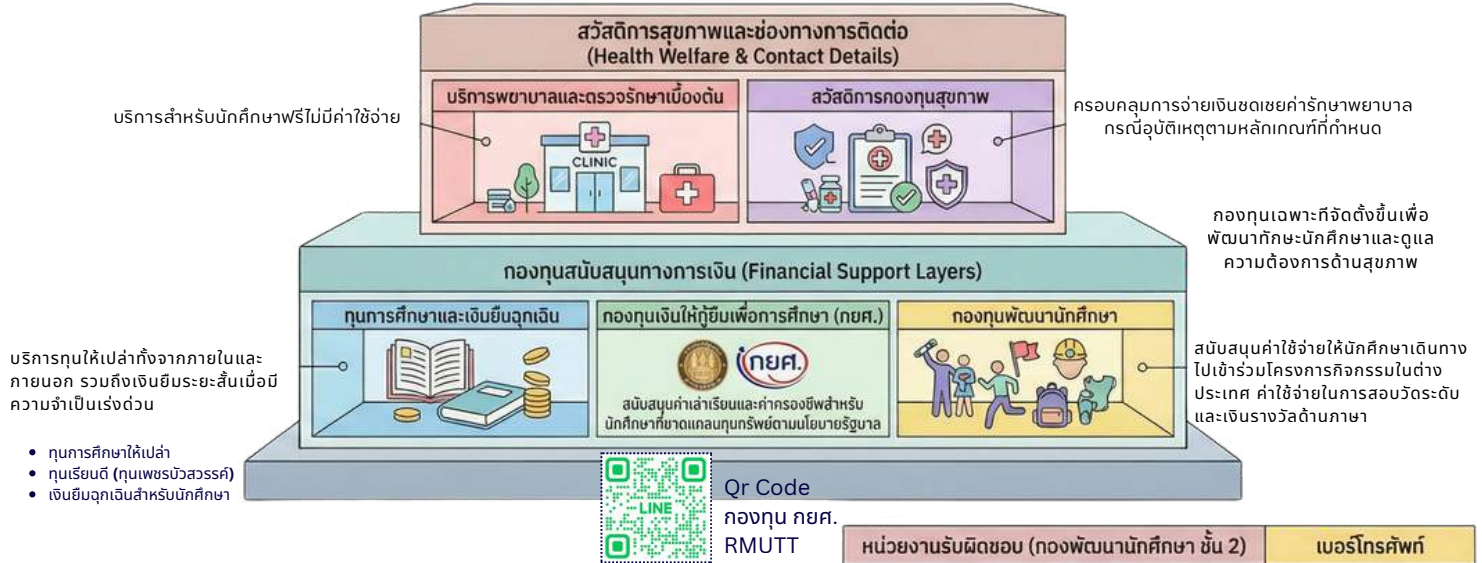 สวัสดิการสุขภาพและช่องทางการติดต่อ
(Health Welfare & Contact Details)
บริการพยาบาลและตรวจรักษาเบื้องต้น
สวัสดิการกองทุนสุขภาพ
บริการสำหรับนักศึกษาฟรีไม่มีค่าใช้จ่าย
CLINIC
ครอบคลุมการจ่ายเงินชดเชยค่ารักษาพยาบาล
กรณีอุบัติเหตุตามหลักเกณฑ์ที่กำหนด
กองทุนเฉพาะที่จัดตั้งขึ้นเพื่อ
พัฒนาทักษะนักศึกษาและดูแล
ความต้องการด้านสุขภาพ
กองทุนสนับสนุนทางการเงิน (Financial Support Layers)
ทุนการศึกษาและเงินยืมฉุกเฉิน
กองทุนเงินให้กู้ยืมเพื่อการศึกษา (กยศ.)
กองทุนพัฒนานักศึกษา
บริการทุนให้เปล่าทั้งจากภายในและ
ภายนอก รวมถึงเงินยืมระยะสั้นเมื่อมี
ความจำเป็นเร่งด่วน
กยศ.
สนับสนุนค่าเล่าเรียนและค่าครองชีพสำหรับ
นักศึกษาที่ขาดแคลนทุนทรัพย์ตามนโยบายรัฐบาล
สนับสนุนค่าใช้จ่ายให้นักศึกษาเดินทาง
ไปเข้าร่วมโครงการกิจกรรมในต่าง
ประเทศ ค่าใช้จ่ายในการสอบวัดระดับ
และเงินรางวัลด้านภาษา
• ทุนการศึกษาให้เปล่า
• ทุนเรียนดี (ทุนเพชรบัวสวรรค์)
• เงินยืมฉุกเฉินสำหรับนักศึกษา
LINE
Qr Code
กองทุน กยศ.
RMUTT
หน่วยงานรับผิดชอบ (กองพัฒนานักศึกษา ชั้น 2)
เบอร์โทรศัพท์